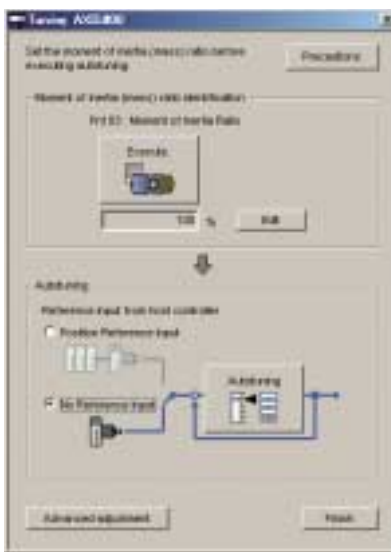 Tuning AXIS#00
Set the moment of inertia (mass) ratio before
executing autotuning.
Precautions
Moment of inertia (mass) ratio identification
Moment of Inertia Ratio
Execute
100 %
Edit
Autotuning
Reference input from host controller
Position Reference Input
No Reference Input
Autotuning
Advanced adjustment
Finish